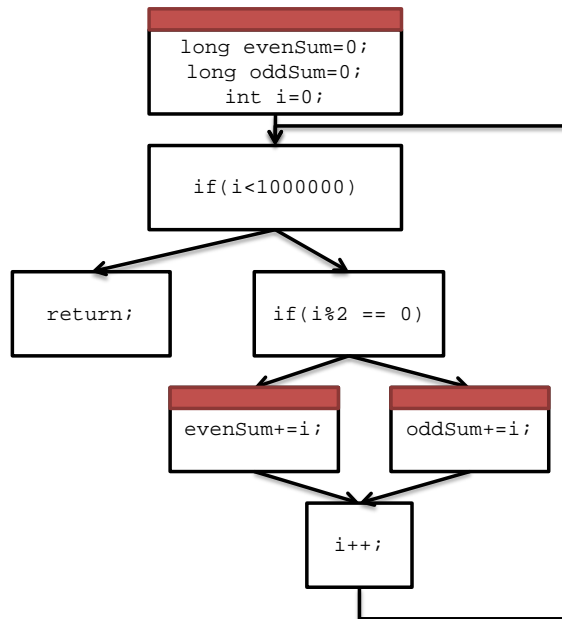 long evenSum=0;
long oddSum=0;
int i=0;
if(i<1000000)
return;
if(i%2 == 0)
evenSum+=i;
oddSum+=i;
i++;